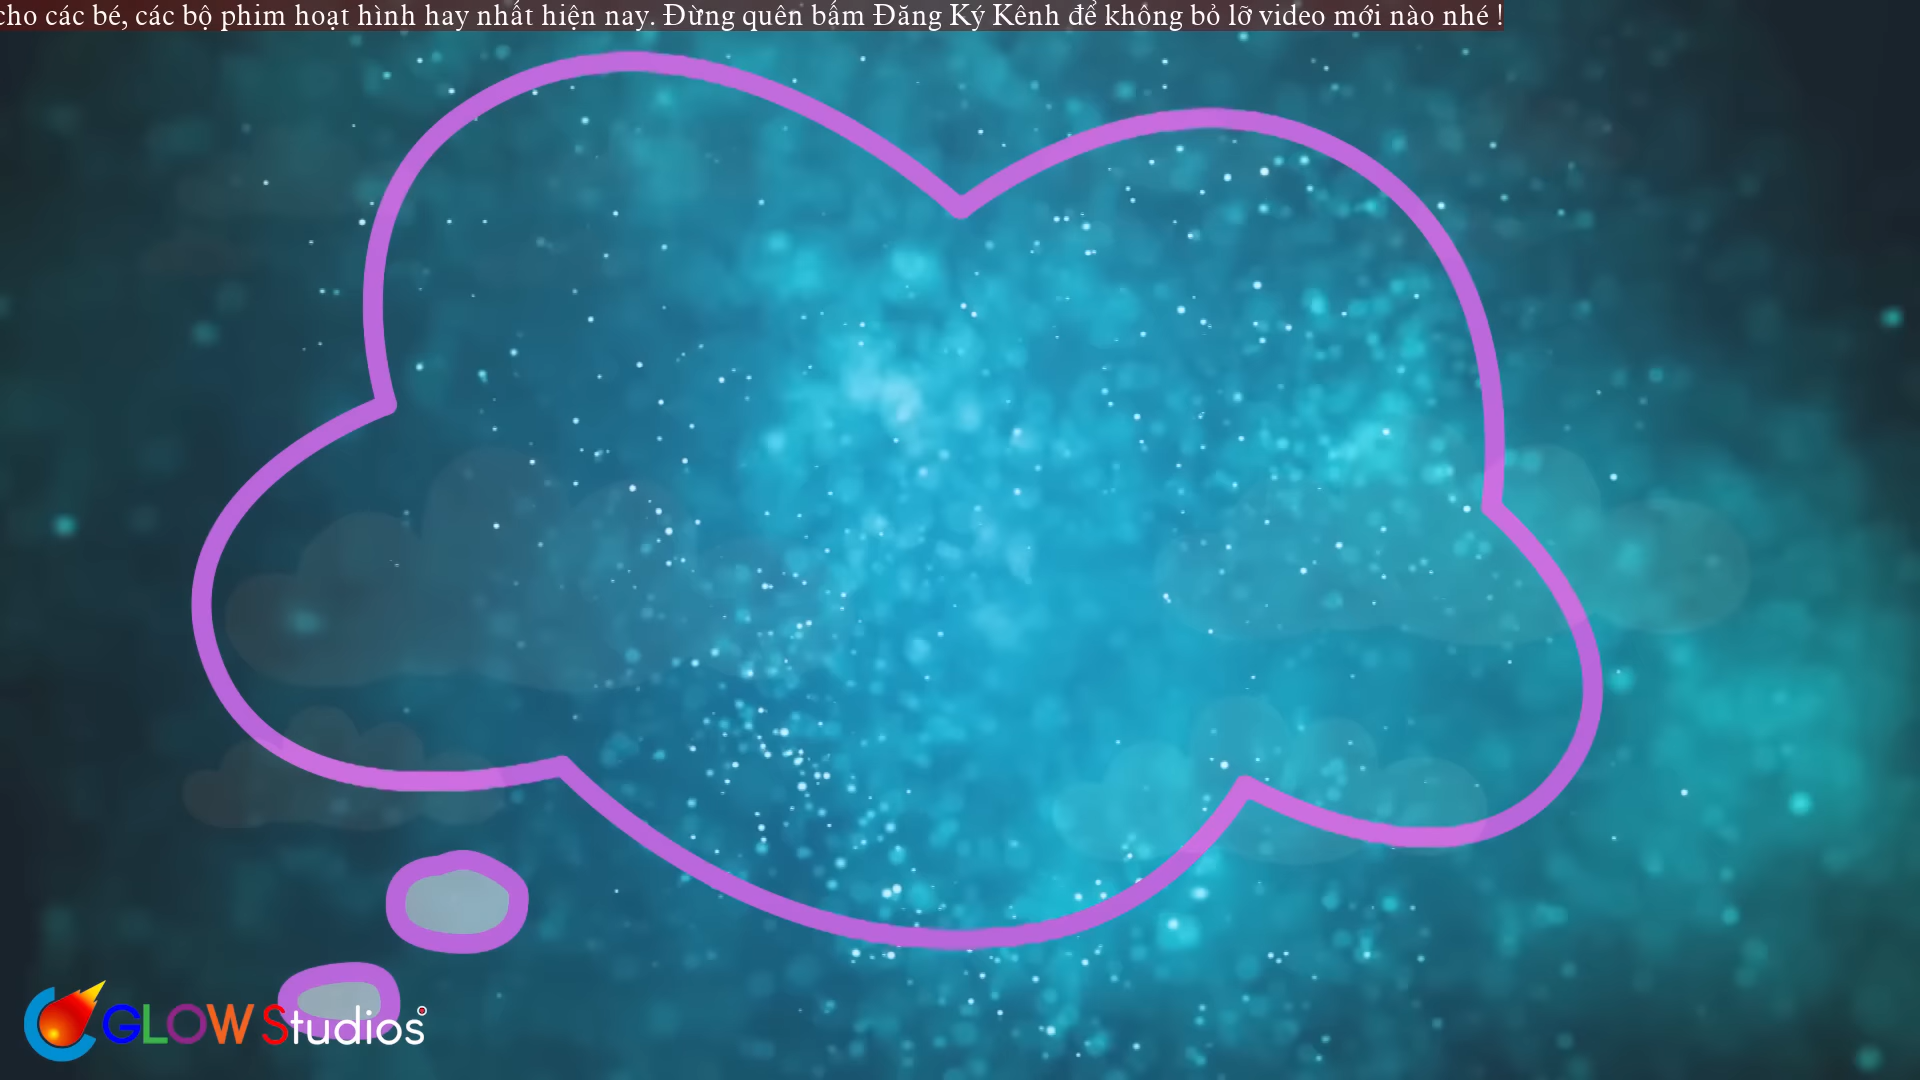 cho các bé, các bộ phim hoạt hình hay nhất hiện nay. Đừng quên bấm Đăng Ký Kênh để không bỏ lỡ video mới nào nhé !
GLOW Studios